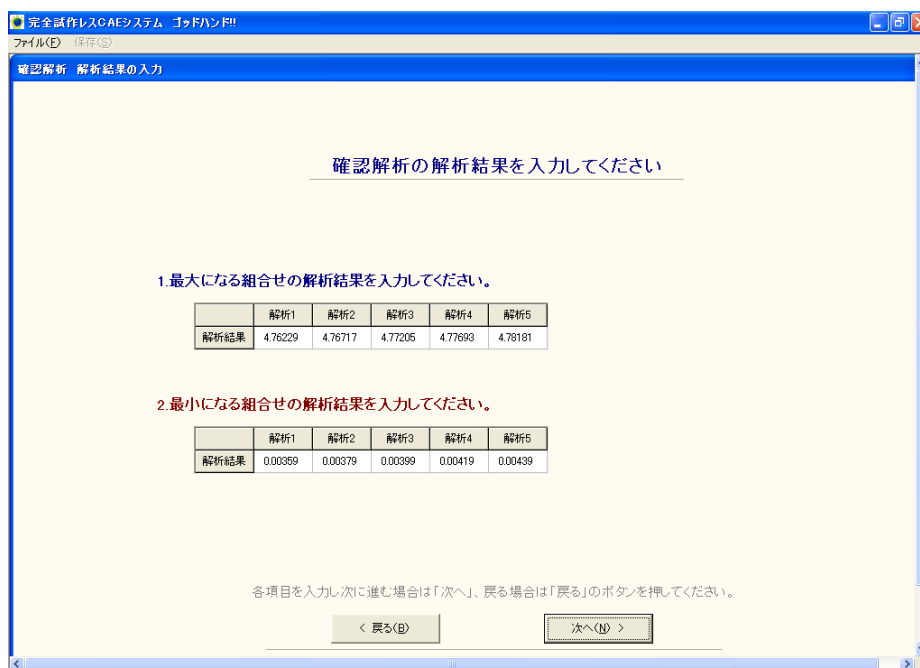 完全試作レスCAEシステム ゴッドハンド!!
ファイル(F) 保存(S)
確認解析 解析結果の入力
確認解析の解析結果を入力してください
1.最大になる組合せの解析結果を入力してください。
解析1 解析2 解析3 解析4 解析5
解析結果 4.76229 4.76717 4.77205 4.77693 4.78181
2.最小になる組合せの解析結果を入力してください。
解析1 解析2 解析3 解析4 解析5
解析結果 0.00359 0.00379 0.00399 0.00419 0.00439
各項目を入力し次に進む場合は「次へ」、戻る場合は「戻る」のボタンを押してください。
< 戻る(B) 次へ(N) >